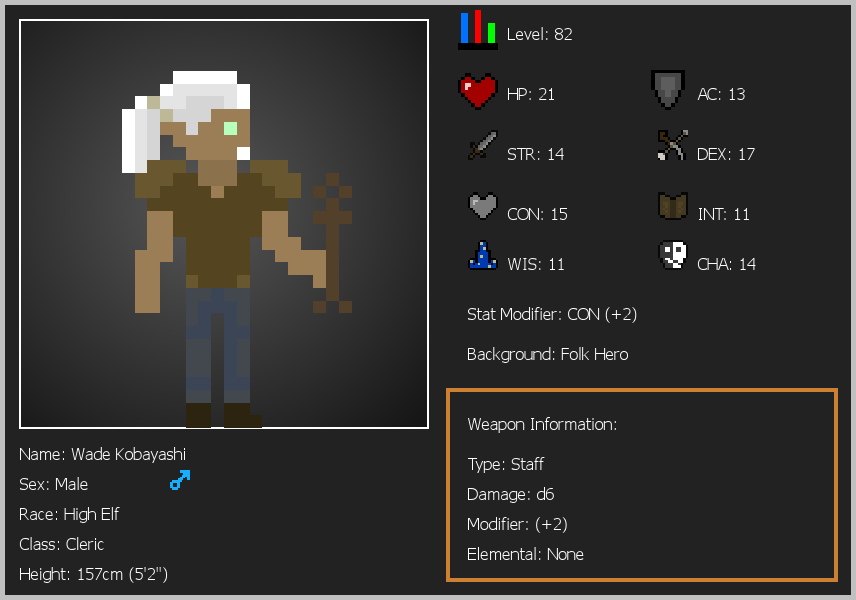 Level: 82
HP: 21
AC: 13
STR: 14
DEX: 17
CON: 15
INT: 11
WIS: 11
CHA: 14
Stat Modifier: CON (+2)
Background: Folk Hero
Weapon Information:
Type: Staff
Damage: d6
Modifier: (+2)
Elemental: None
Name: Wade Kobayashi
Sex: Male
Race: High Elf
Class: Cleric
Height: 157cm (5'2")